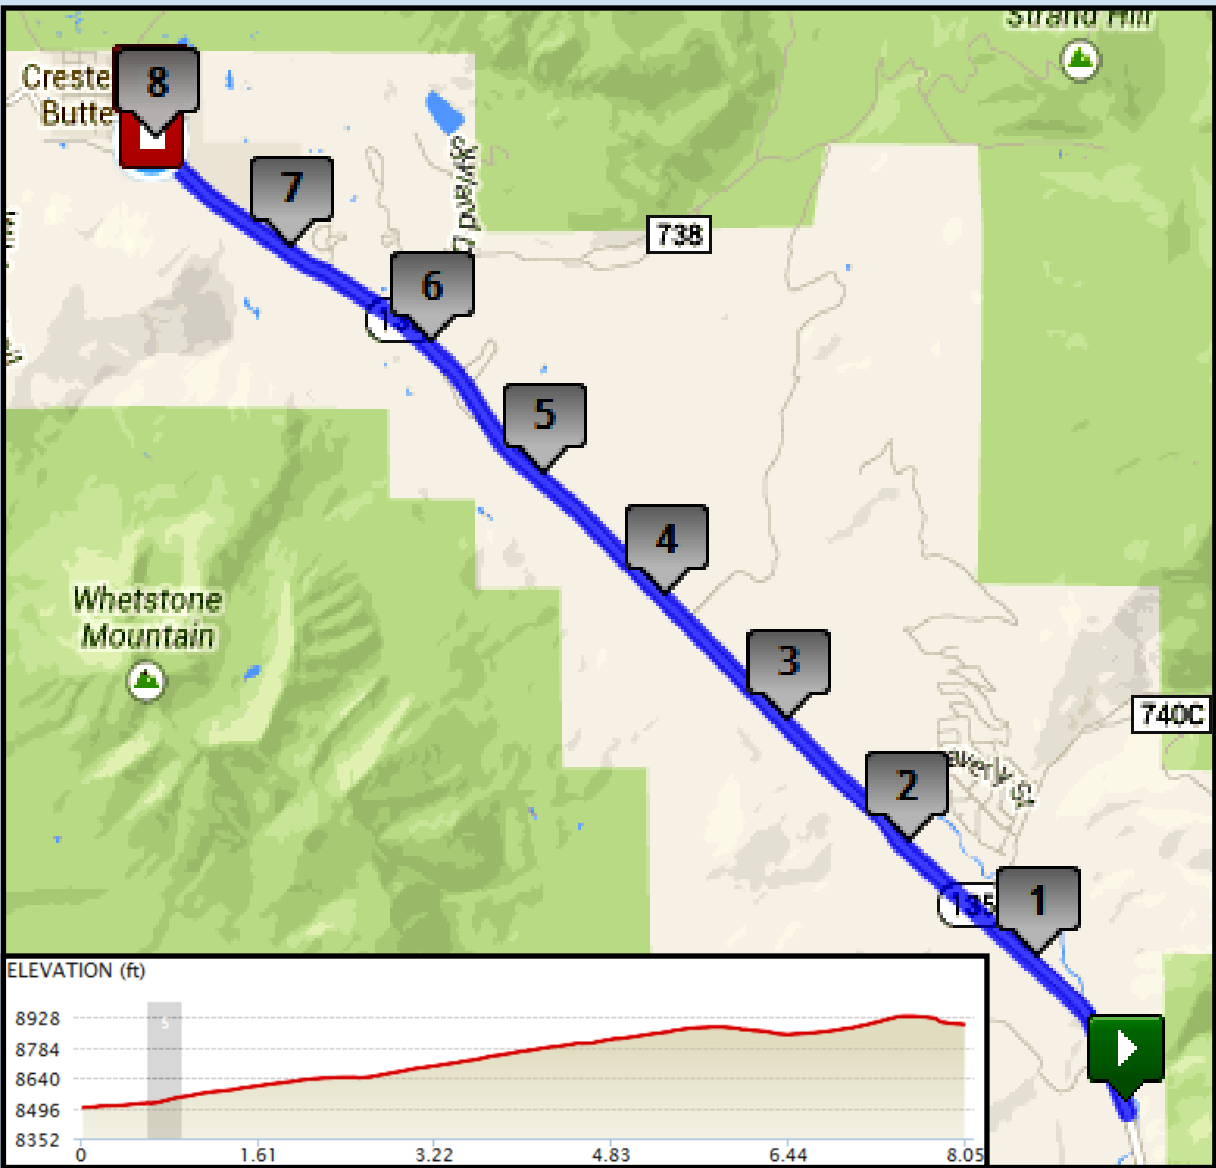 Strand Hill
Creste
Butte
8
7
738
6
5
4
Whetstone
Mountain
3
740C
2
135
1
ELEVATION (ft)
S
8928
8784
8640
8496
8352
0 1.61 3.22 4.83 6.44 8.05